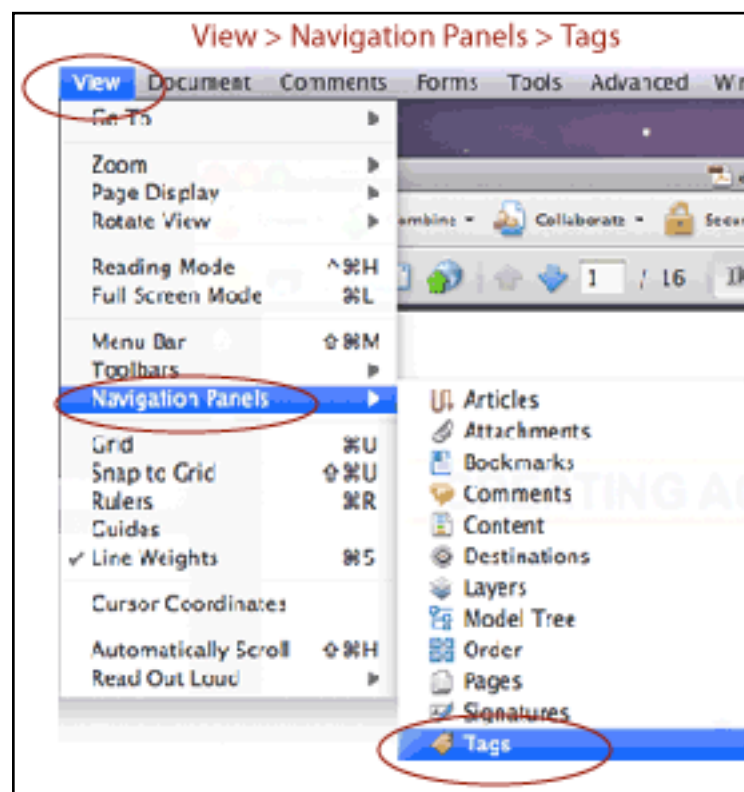 View > Navigation Panels > Tags
View Document Comments Forms Tools Advanced
Go To
Zoom
Page Display
Rotate View
Collaborate
Reading Mode ^⌘H
Full Screen Mode ⌘L
1 / 16
Menu Bar ⇧⌘M
Toolbars
Navigation Panels
Grid ⌘U
Snap to Grid ⇧⌘U
Rulers ⌘R
Guides
✓ Line Weights ⌘5
Cursor Coordinates
Automatically Scroll ⇧⌘H
Read Out Loud
Articles
Attachments
Bookmarks
Comments
Content
Destinations
Layers
Model Tree
Order
Pages
Signatures
Tags